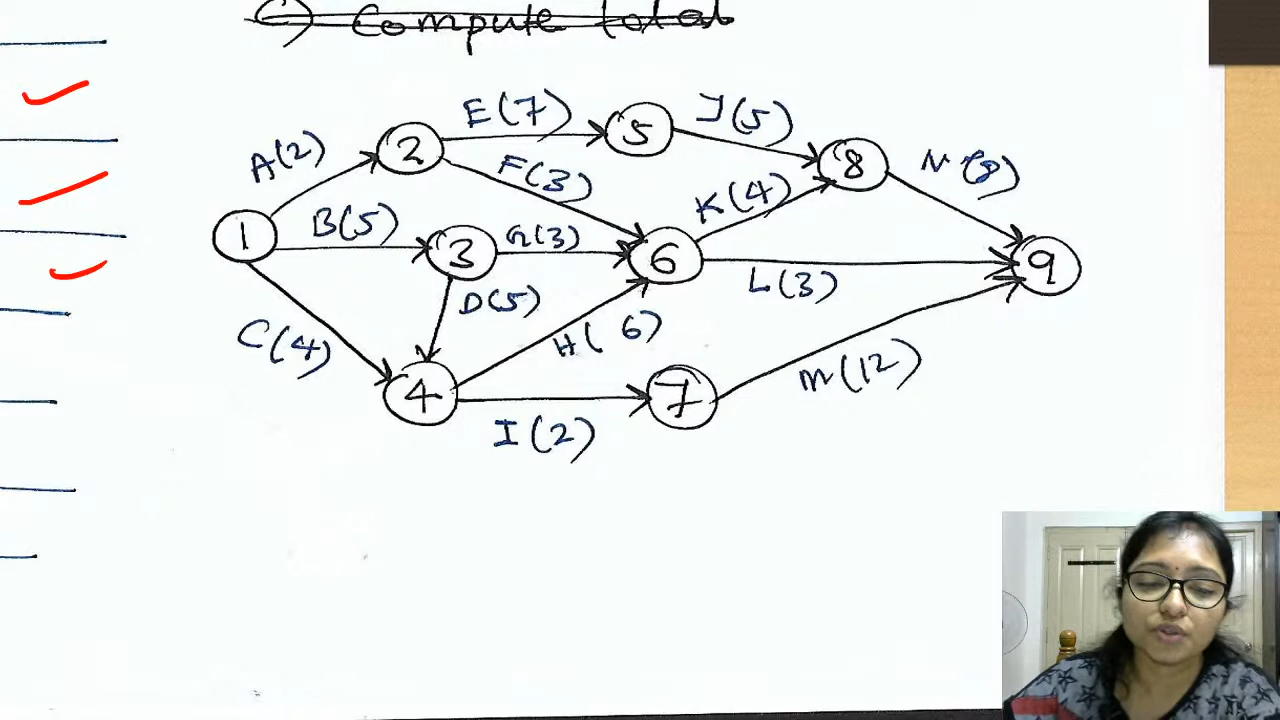 C) Compute total
E(7)
J(5)
A(2)
2
5
8
N(8)
F(3)
K(4)
1
B(5)
3
G(3)
6
9
D(5)
L(3)
C(4)
H(6)
M(12)
4
7
I(2)